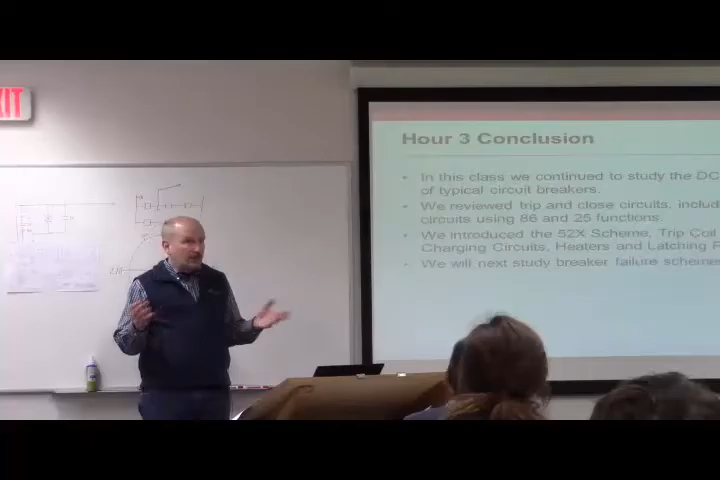 XIT
Hour 3 Conclusion
• In this class we continued to study the DC
of typical circuit breakers.
• We reviewed trip and close circuits, includ
circuits using 86 and 25 functions.
• We introduced the 52X Scheme, Trip Coil
Charging Circuits, Heaters and Latching R
• We will next study breaker failure schemes